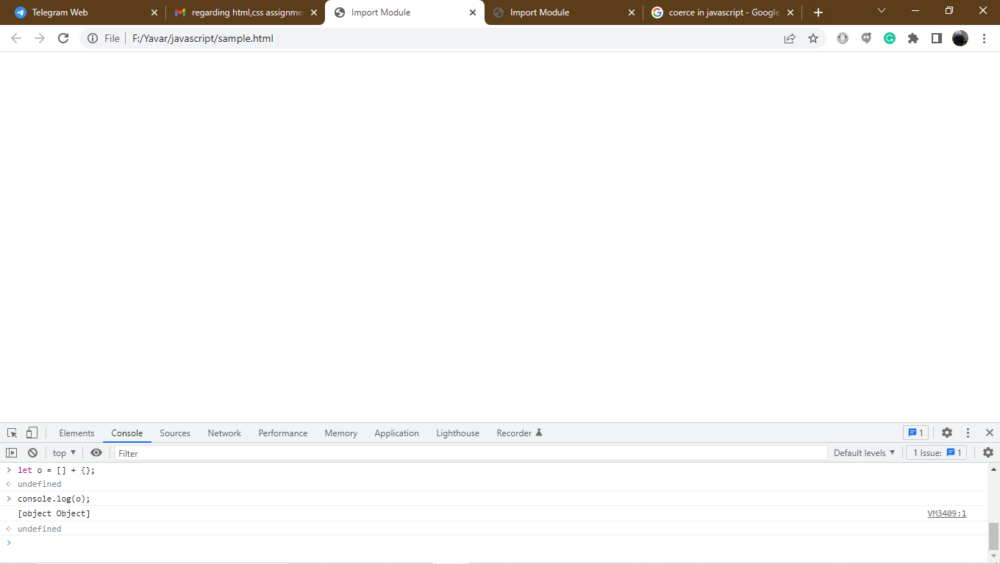 Telegram Web
regarding html,css assignme
Import Module
Import Module
coerce in javascript - Google
File
F:/Yavar/javascript/sample.html
Elements Console Sources Network Performance Memory Application Lighthouse Recorder 1
top Filter Default levels 1 Issue: 1
let o = [] + {};
undefined
console.log(o);
[object Object] VM3409:1
undefined